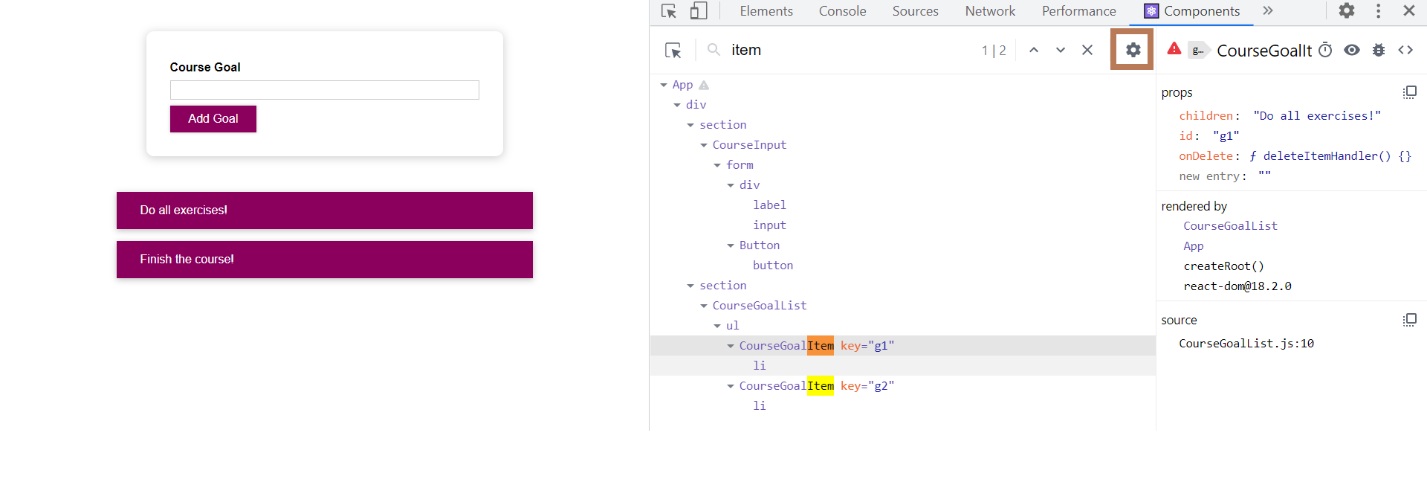 Course Goal
Add Goal
Do all exercises!
Finish the course!
Elements Console Sources Network Performance Components »
item 1 | 2
App
div
section
CourseInput
form
div
label
input
Button
button
section
CourseGoalList
ul
CourseGoalItem key="g1"
li
CourseGoalItem key="g2"
li
g… CourseGoalIt
props
children: "Do all exercises!"
id: "g1"
onDelete: ƒ deleteItemHandler() {}
new entry: ""
rendered by
CourseGoalList
App
createRoot()
react-dom@18.2.0
source
CourseGoalList.js:10